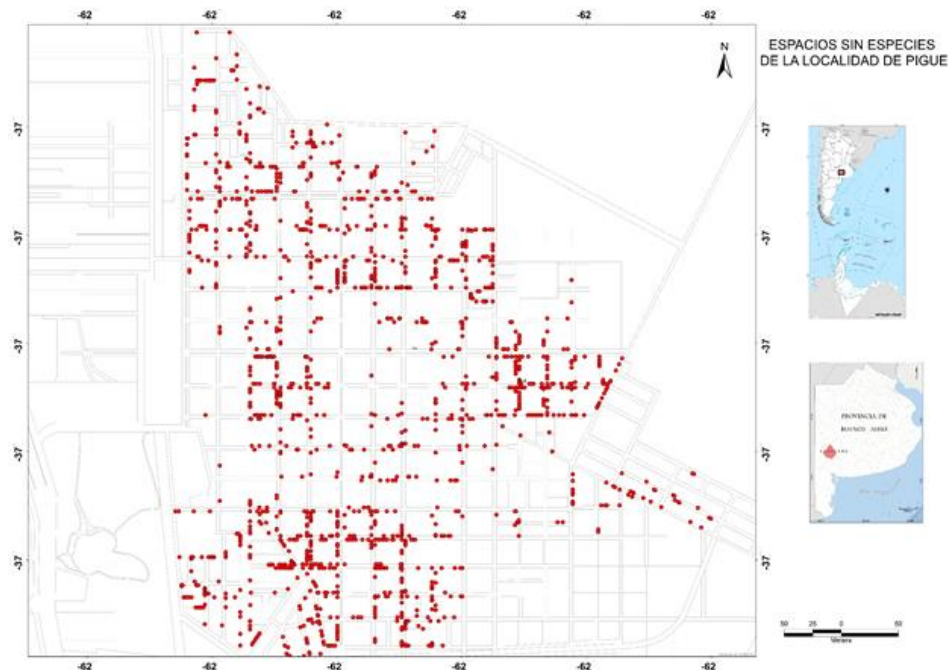 -62 -62 -62 -62 -62 -62
N
ESPACIOS SIN ESPECIES
DE LA LOCALIDAD DE PIGUE
-37 -37
-37 -37
-37 -37
-37 -37
-37 -37
PROVINCIA DE
BUENOS AIRES
50 25 0 50
-62 -62 -62 -62 -62 -62